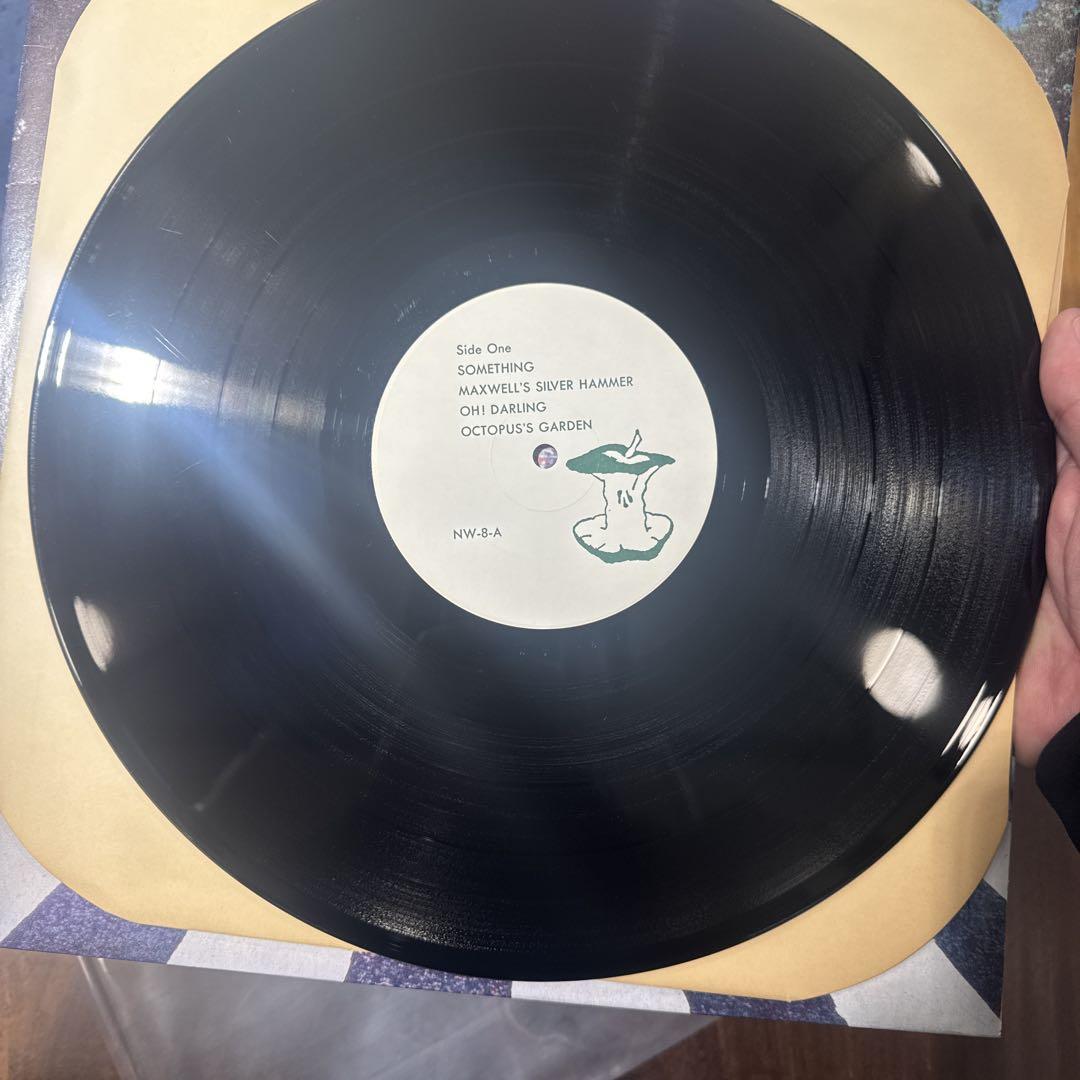 Side One
SOMETHING
MAXWELL'S SILVER HAMMER
OH! DARLING
OCTOPUS'S GARDEN
NW-8-A